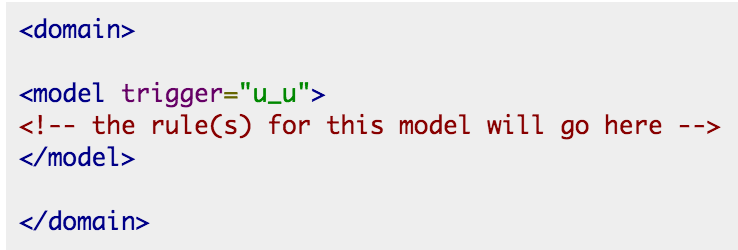 <domain>
<model trigger="u_u">
<!-- the rule(s) for this model will go here -->
</model>
</domain>